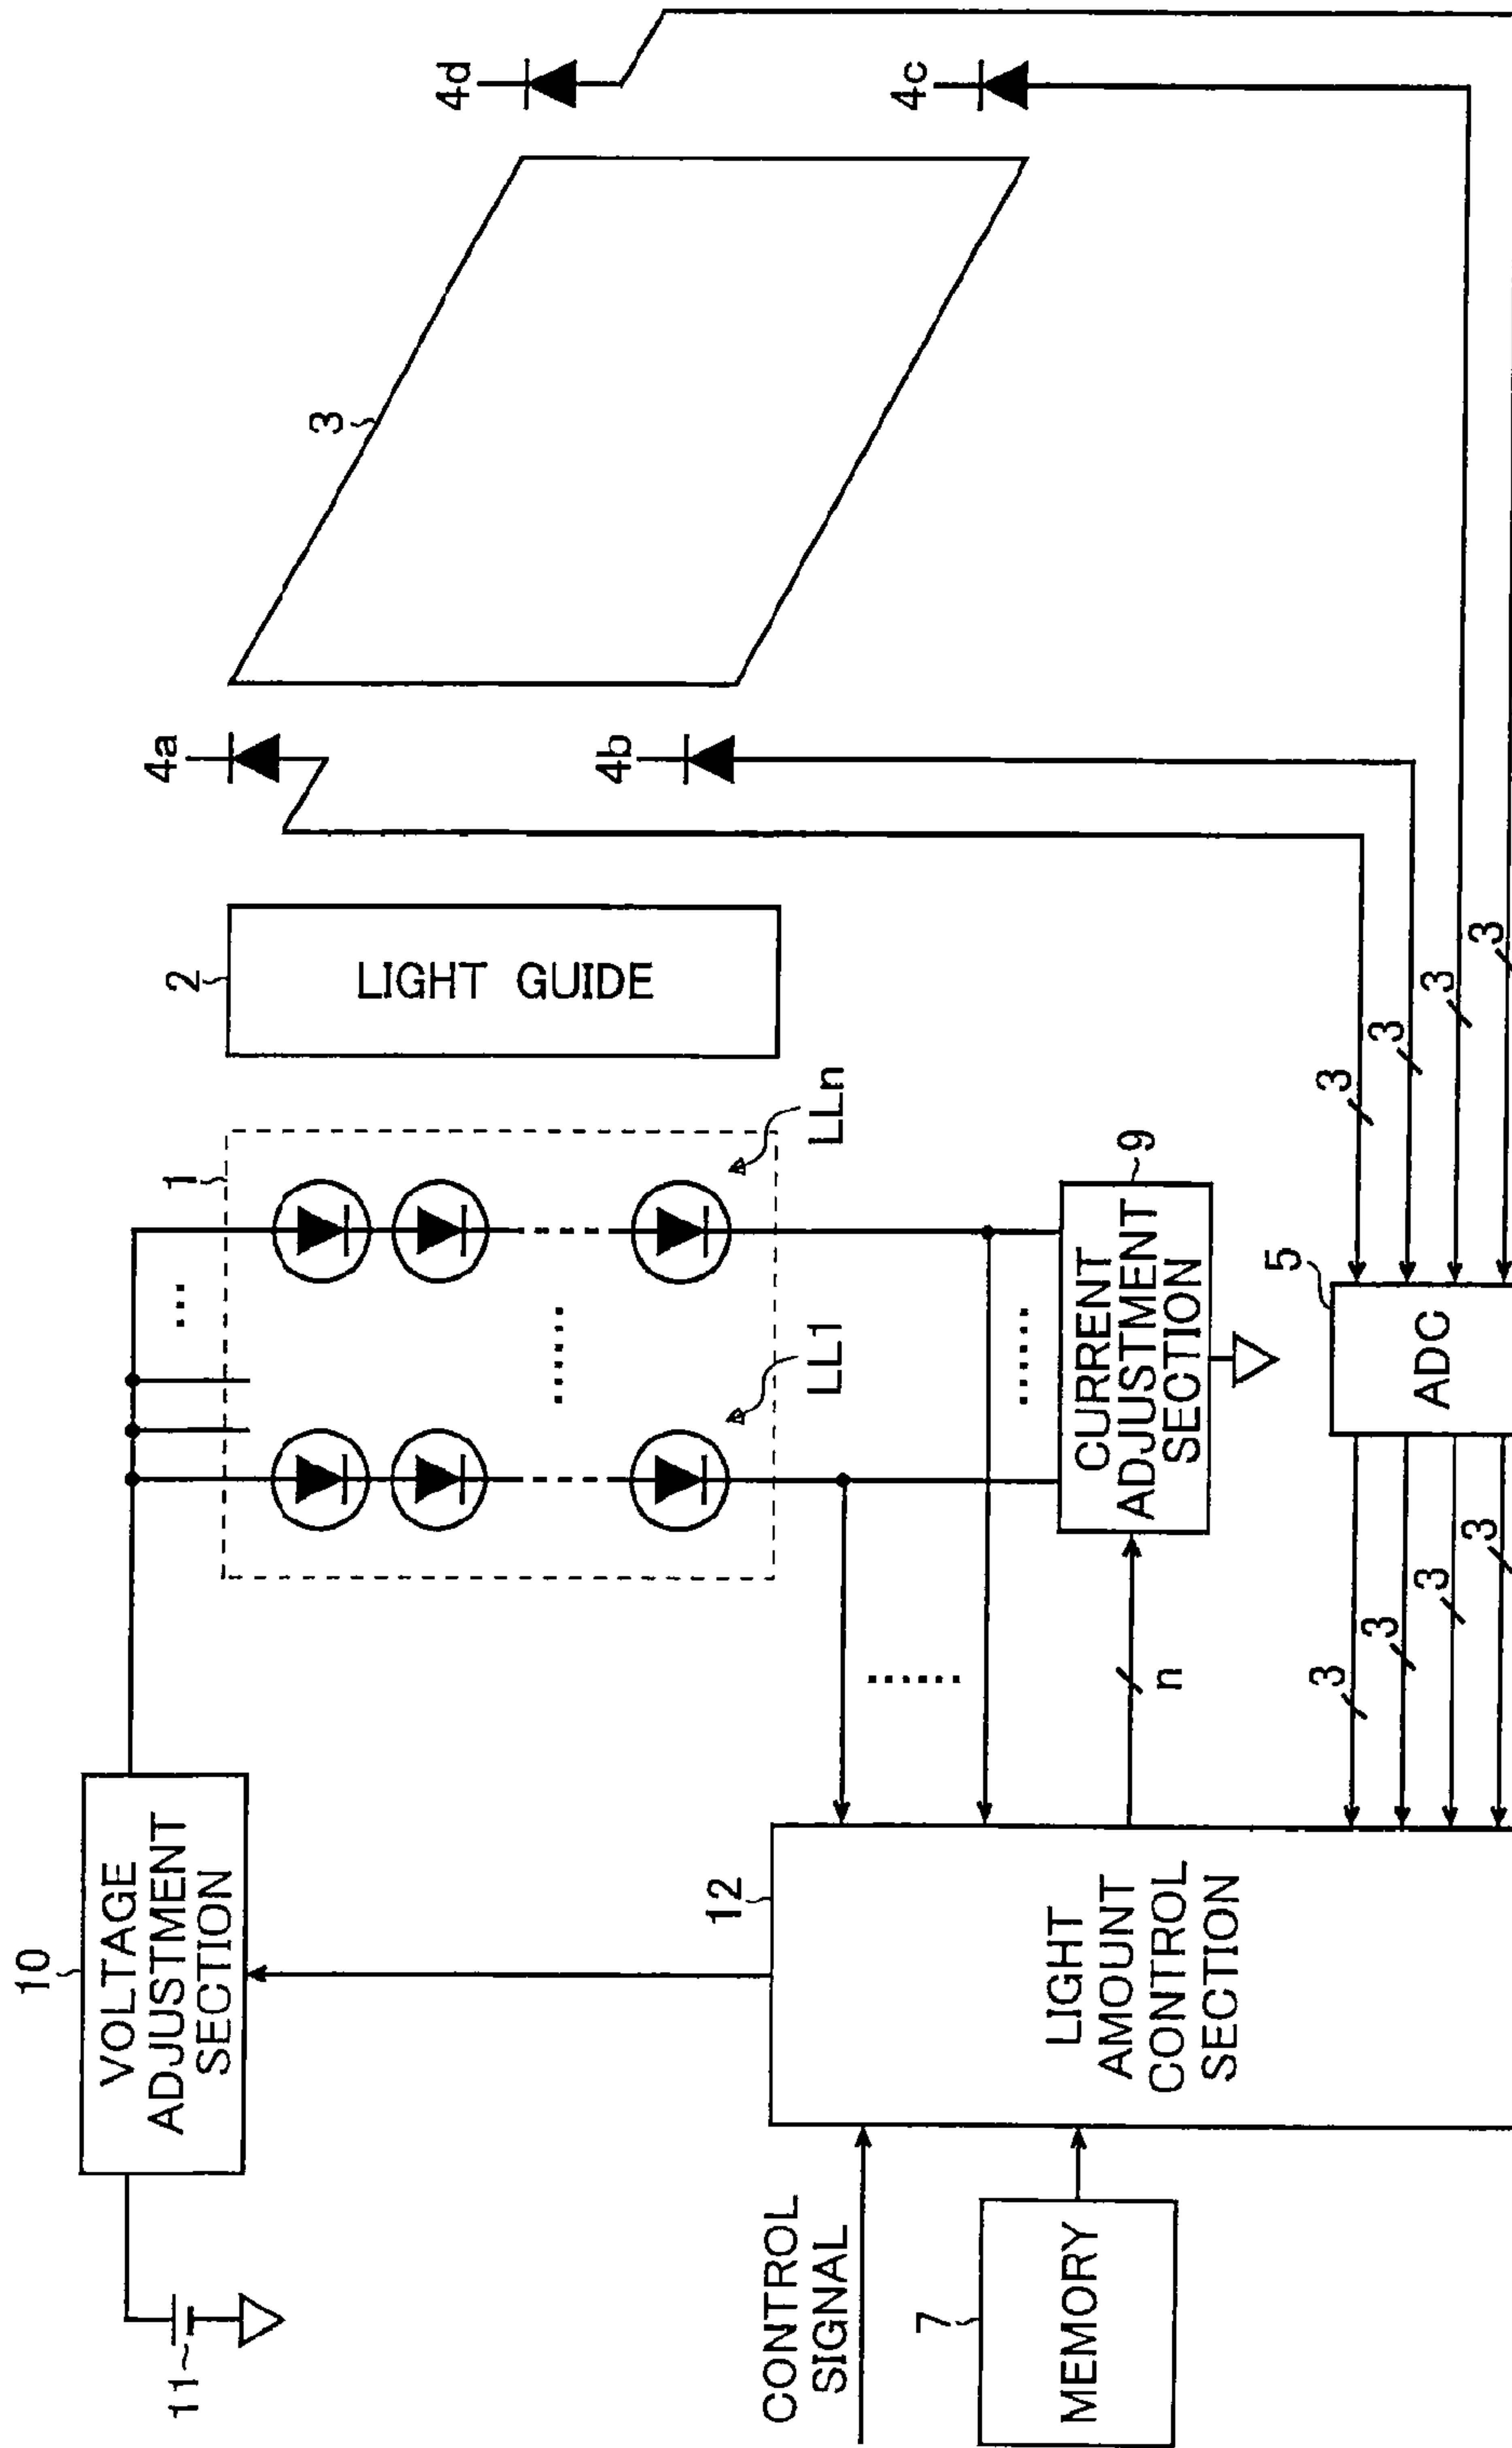 10
VOLTAGE
ADJUSTMENT
SECTION
11
1
LL1
LLn
2
LIGHT GUIDE
4a
4b
3
4d
4c
CONTROL
SIGNAL
7
MEMORY
12
LIGHT
AMOUNT
CONTROL
SECTION
n
CURRENT
ADJUSTMENT
SECTION
9
3
3
3
3
5
ADC
3
3
3
3